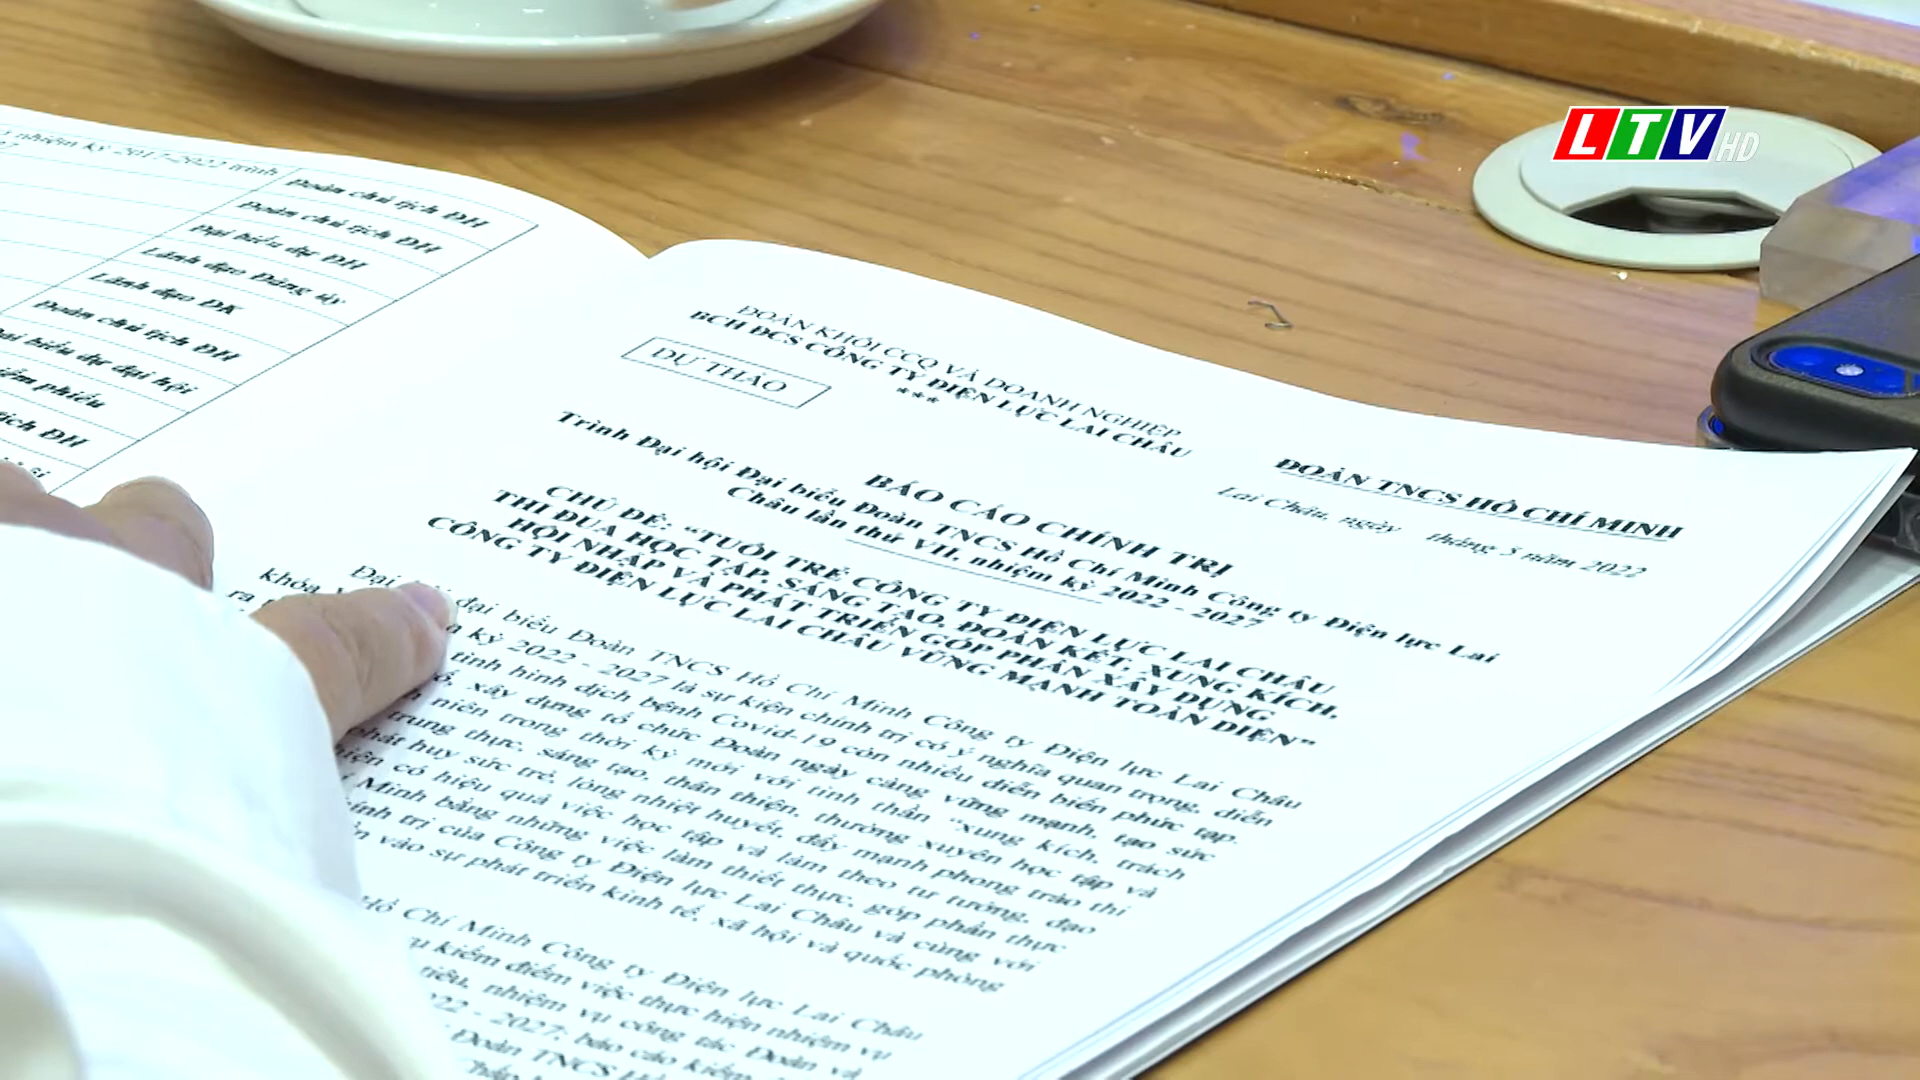 LTV HD
kỳ 2017-2022 trình
Đoàn chủ tịch ĐH
Đoàn chủ tịch ĐH
Đại biểu dự ĐH
Lãnh đạo Đảng ủy
Lãnh đạo ĐK
Đoàn chủ tịch ĐH
biểu dự đại hội
phiếu
tịch ĐH
ĐOÀN KHỐI CCQ VÀ DOANH NGHIỆP
BCH ĐCS CÔNG TY ĐIỆN LỰC LAI CHÂU
***
DỰ THẢO
ĐOÀN TNCS HỒ CHÍ MINH
Lai Châu, ngày tháng 5 năm 2022
BÁO CÁO CHÍNH TRỊ
Trình Đại hội Đại biểu Đoàn TNCS Hồ Chí Minh Công ty Điện lực Lai
Châu lần thứ VII, nhiệm kỳ 2022 - 2027
CHỦ ĐỀ: “TUỔI TRẺ CÔNG TY ĐIỆN LỰC LAI CHÂU
THI ĐUA HỌC TẬP, SÁNG TẠO, ĐOÀN KẾT, XUNG KÍCH,
HỘI NHẬP VÀ PHÁT TRIỂN GÓP PHẦN XÂY DỰNG
CÔNG TY ĐIỆN LỰC LAI CHÂU VỮNG MẠNH TOÀN DIỆN”
Đại đại biểu Đoàn TNCS Hồ Chí Minh Công ty Điện lực Lai Châu
khóa kỳ 2022 - 2027 là sự kiện chính trị có ý nghĩa quan trọng, diễn
ra tình hình dịch bệnh Covid-19 còn nhiều diễn biến phức tạp.
xây dựng tổ chức Đoàn ngày càng vững mạnh, tạo sức
niên trong thời kỳ mới với tinh thần “xung kích, trách
trung thực, sáng tạo, thân thiện, thường xuyên học tập và
phát huy sức trẻ, lòng nhiệt huyết, đẩy mạnh phong trào thi
hiện có hiệu quả việc học tập và làm theo tư tưởng, đạo
Minh bằng những việc làm thiết thực, góp phần thực
chính trị của Công ty Điện lực Lai Châu và cùng với
vào sự phát triển kinh tế, xã hội và quốc phòng
Hồ Chí Minh Công ty Điện lực Lai Châu
kiểm điểm việc thực hiện nhiệm vụ
tiêu, nhiệm vụ công tác Đoàn và
- 2027; báo cáo kiểm
Đoàn TNCS